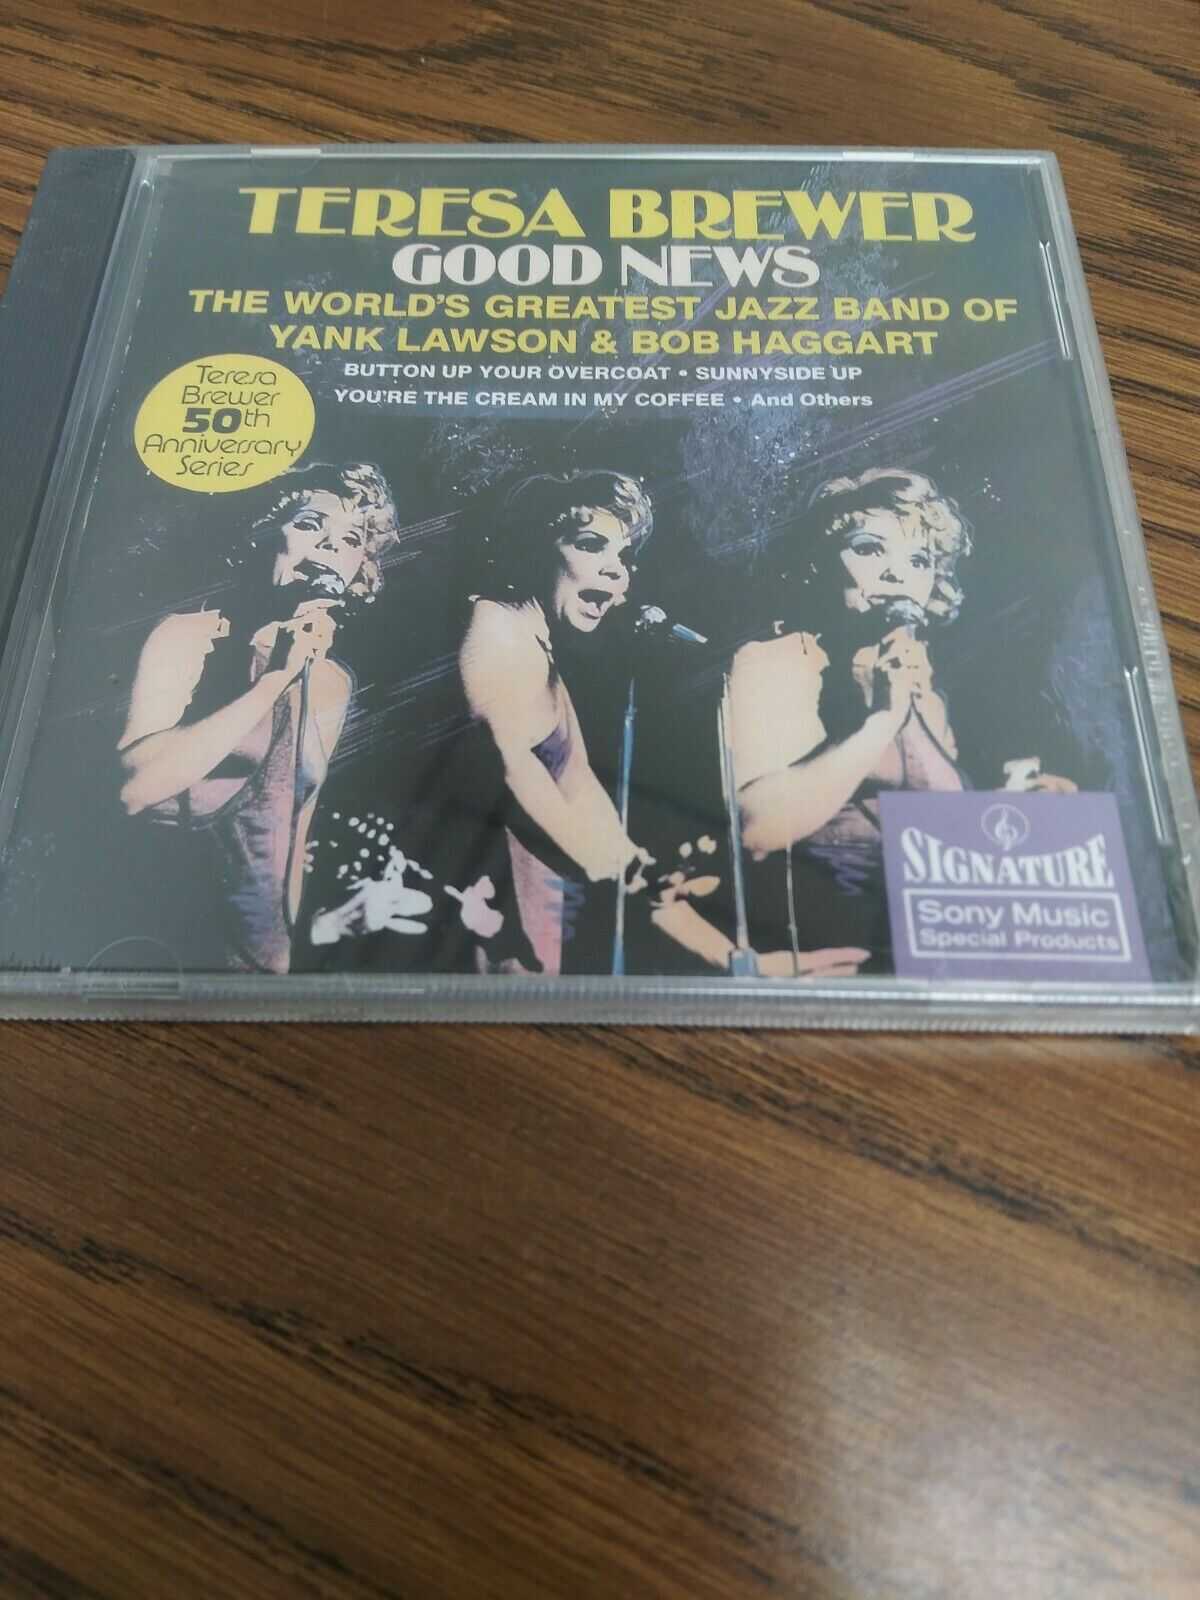 TERESA BREWER
GOOD NEWS
THE WORLD'S GREATEST JAZZ BAND OF
YANK LAWSON & BOB HAGGART
BUTTON UP YOUR OVERCOAT • SUNNYSIDE UP
YOU'RE THE CREAM IN MY COFFEE • And Others
Teresa
Brewer
50th
Anniversary
Series
SIGNATURE
Sony Music
Special Products